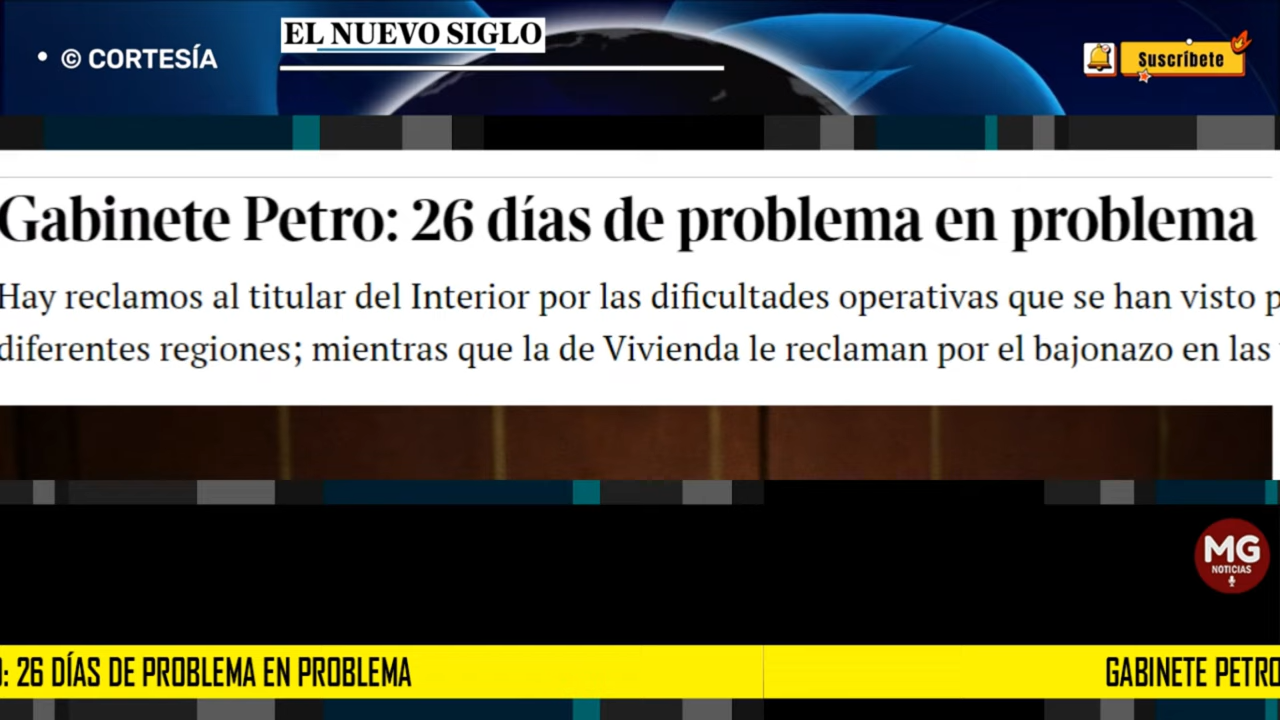 • © CORTESÍA
EL NUEVO SIGLO
Suscríbete
Gabinete Petro: 26 días de problema en problema
Hay reclamos al titular del Interior por las dificultades operativas que se han visto
diferentes regiones; mientras que la de Vivienda le reclaman por el bajonazo en las
MG
NOTICIAS
: 26 DÍAS DE PROBLEMA EN PROBLEMA
GABINETE PETRO